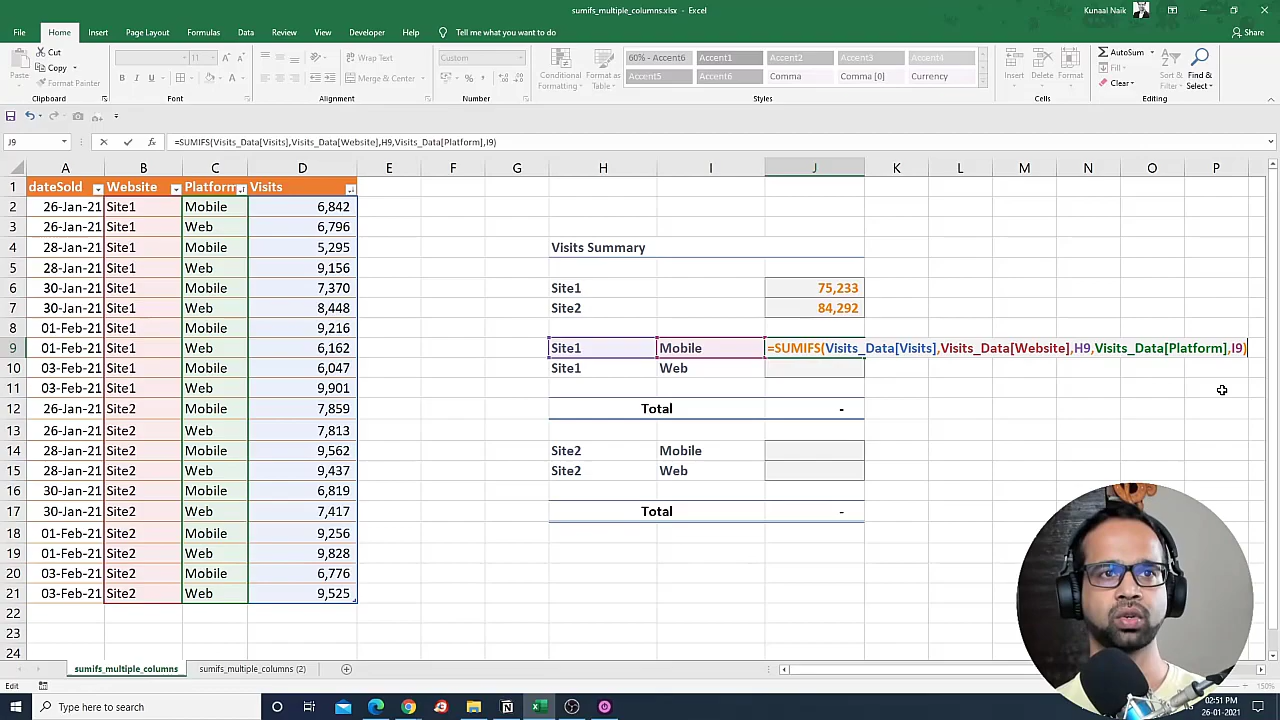 sumifs_multiple_columns.xlsx - Excel
Kunaal Naik
File Home Insert Page Layout Formulas Data Review View Developer Help Tell me what you want to do Share
Paste Cut Copy Format Painter
Clipboard
11 A A B I U
Font
Wrap Text
Merge & Center
Alignment
Custom
%
Number
Conditional Formatting
Format as Table
60% - Accent6 Accent1 Accent2 Accent3 Accent4
Accent5 Accent6 Comma Comma [0] Currency
Styles
Insert Delete Format
Cells
AutoSum
Clear
Sort & Find &
Select
Editing
J9 fx =SUMIFS(Visits_Data[Visits],Visits_Data[Website],H9,Visits_Data[Platform],I9)
A B C D E F G H I J K L M N O P
1 dateSold Website Platform Visits
2 26-Jan-21 Site1 Mobile 6,842
3 26-Jan-21 Site1 Web 6,796
4 28-Jan-21 Site1 Mobile 5,295 Visits Summary
5 28-Jan-21 Site1 Web 9,156
6 30-Jan-21 Site1 Mobile 7,370 Site1 75,233
7 30-Jan-21 Site1 Web 8,448 Site2 84,292
8 01-Feb-21 Site1 Mobile 9,216
9 01-Feb-21 Site1 Web 6,162 Site1 Mobile =SUMIFS(Visits_Data[Visits],Visits_Data[Website],H9,Visits_Data[Platform],I9)
10 03-Feb-21 Site1 Mobile 6,047 Site1 Web
11 03-Feb-21 Site1 Web 9,901
12 26-Jan-21 Site2 Mobile 7,859 Total -
13 26-Jan-21 Site2 Web 7,813
14 28-Jan-21 Site2 Mobile 9,562 Site2 Mobile
15 28-Jan-21 Site2 Web 9,437 Site2 Web
16 30-Jan-21 Site2 Mobile 6,819
17 30-Jan-21 Site2 Web 7,417 Total -
18 01-Feb-21 Site2 Mobile 9,256
19 01-Feb-21 Site2 Web 9,828
20 03-Feb-21 Site2 Mobile 6,776
21 03-Feb-21 Site2 Web 9,525
22
23
24
sumifs_multiple_columns sumifs_multiple_columns (2)
Edit
150%
Type here to search
02:51 PM
26-01-2021